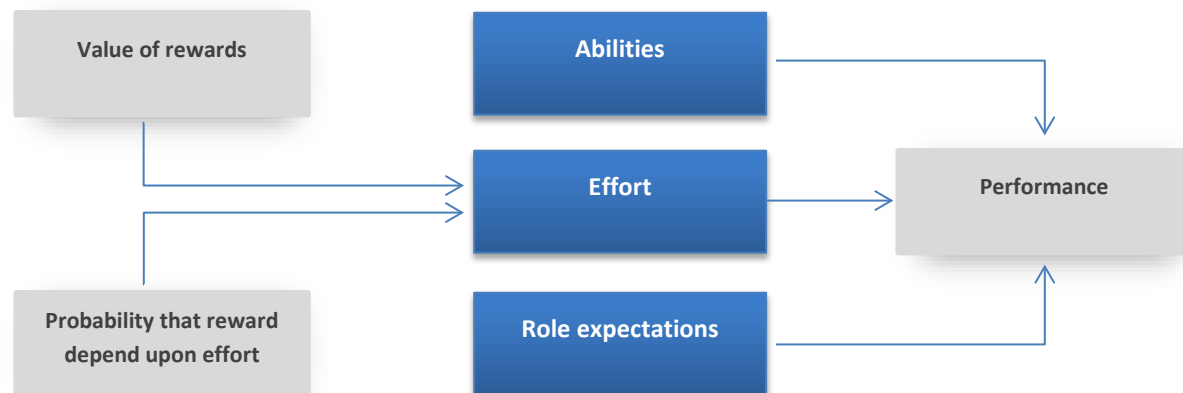 Value of rewards
Abilities
Effort
Performance
Probability that reward
depend upon effort
Role expectations